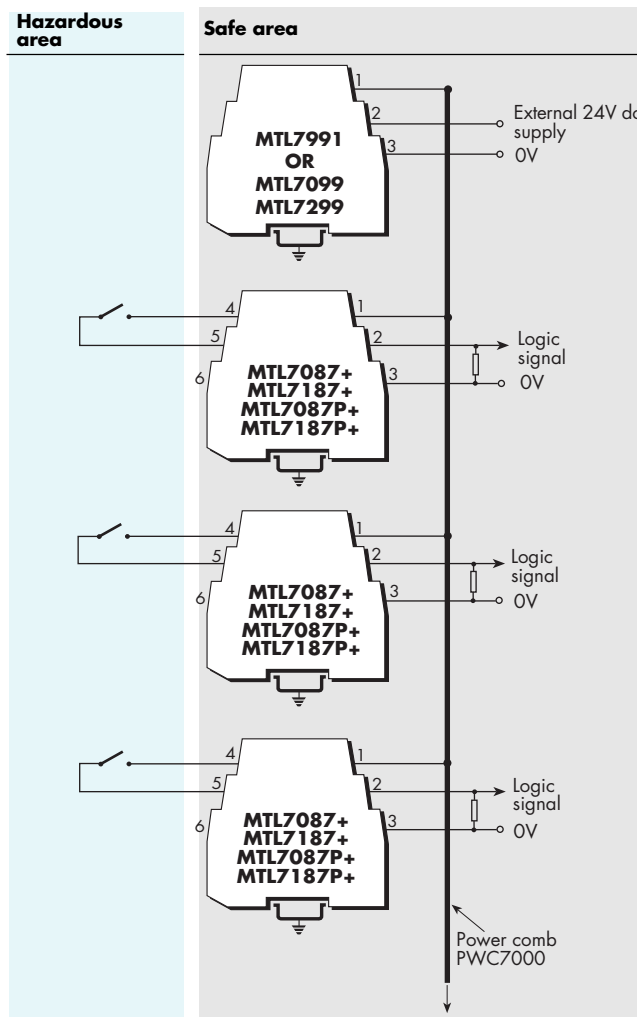 Hazardous
area
Safe area
1
2
External 24V dc
supply
3
0V
MTL7991
OR
MTL7099
MTL7299
4
1
5
2
Logic
signal
6
3
0V
MTL7087+
MTL7187+
MTL7087P+
MTL7187P+
4
1
5
2
Logic
signal
6
3
0V
MTL7087+
MTL7187+
MTL7087P+
MTL7187P+
4
1
5
2
Logic
signal
6
3
0V
MTL7087+
MTL7187+
MTL7087P+
MTL7187P+
Power comb
PWC7000